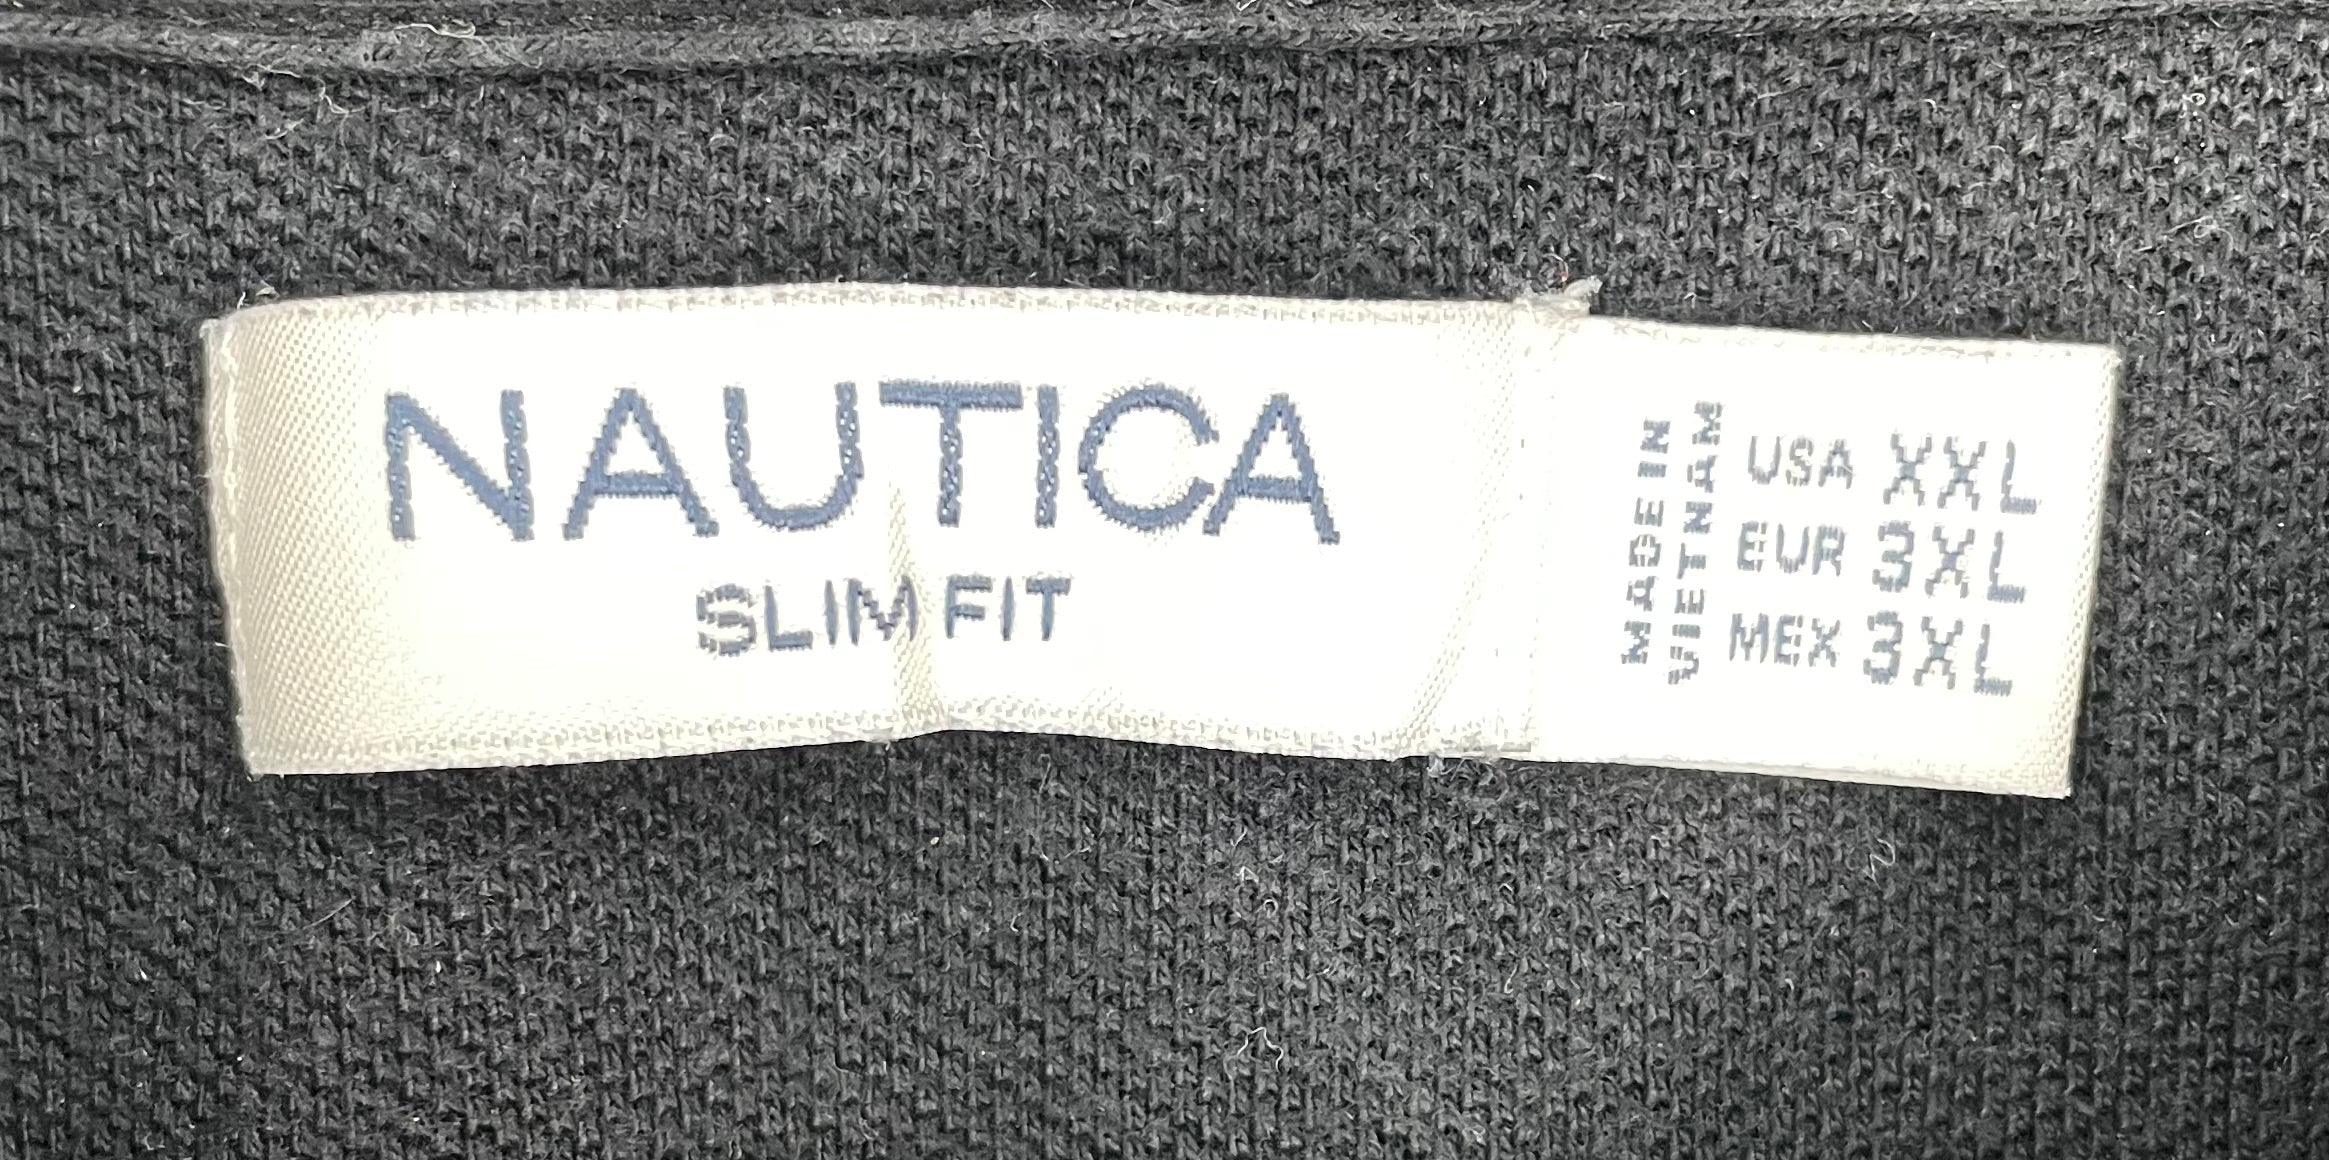 NAUTICA
SLIM FIT
MADE IN
VIETNAM
USA XXL
EUR 3XL
MEX 3XL